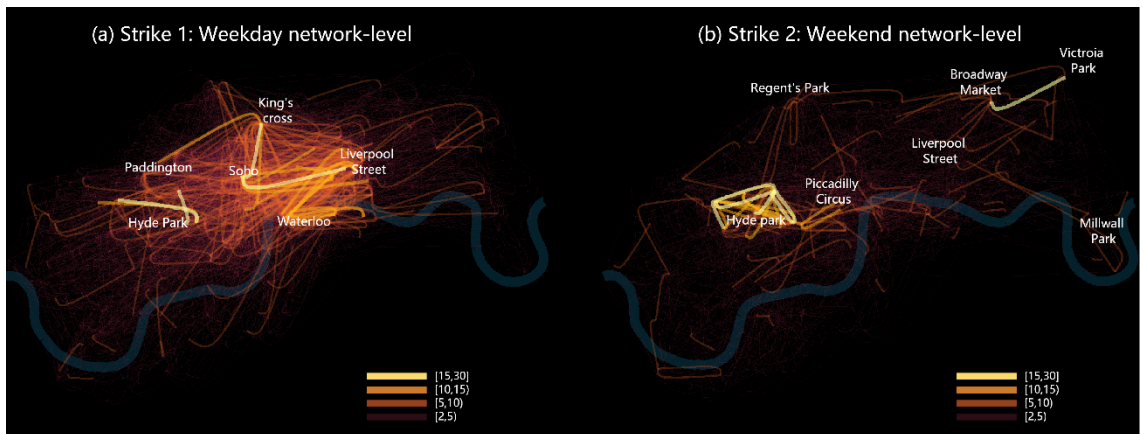 (a) Strike 1: Weekday network-level
King's
cross
Paddington
Soho
Liverpool
Street
Hyde Park
Waterloo
[15,30]
[10,15)
[5,10)
[2,5)
(b) Strike 2: Weekend network-level
Victroia
Park
Broadway
Market
Regent's Park
Liverpool
Street
Piccadilly
Circus
Hyde park
Millwall
Park
[15,30]
[10,15)
[5,10)
[2,5)